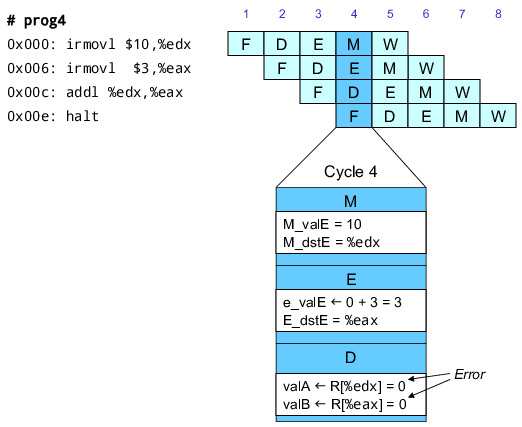 # prog4
1 2 3 4 5 6 7 8
0x000: irmovl $10,%edx F D E M W
0x006: irmovl  $3,%eax F D E M W
0x00c: addl %edx,%eax F D E M W
0x00e: halt F D E M W
Cycle 4
M
M_valE = 10
M_dstE = %edx
E
e_valE ← 0 + 3 = 3
E_dstE = %eax
D
valA ← R[%edx] = 0
valB ← R[%eax] = 0
Error